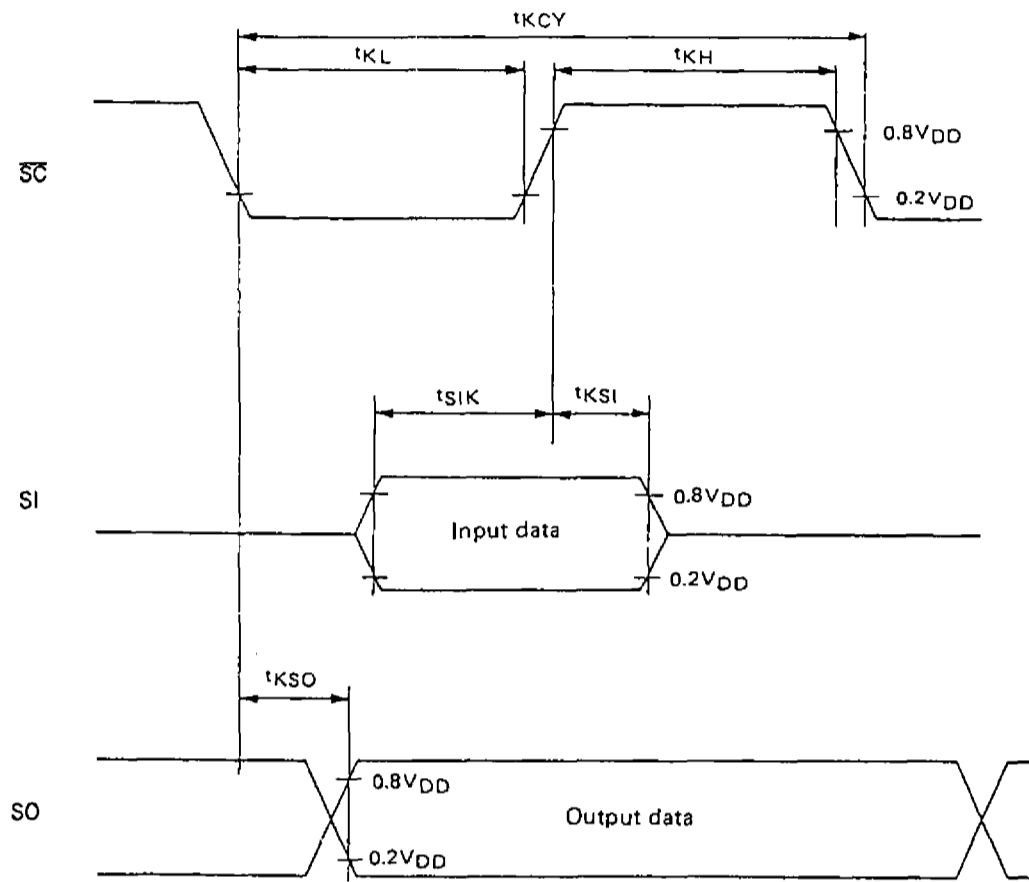 tKCY
tKL
tKH
SC
0.8VDD
0.2VDD
tSIK
tKSI
SI
0.8VDD
Input data
0.2VDD
tKSO
SO
0.8VDD
Output data
0.2VDD